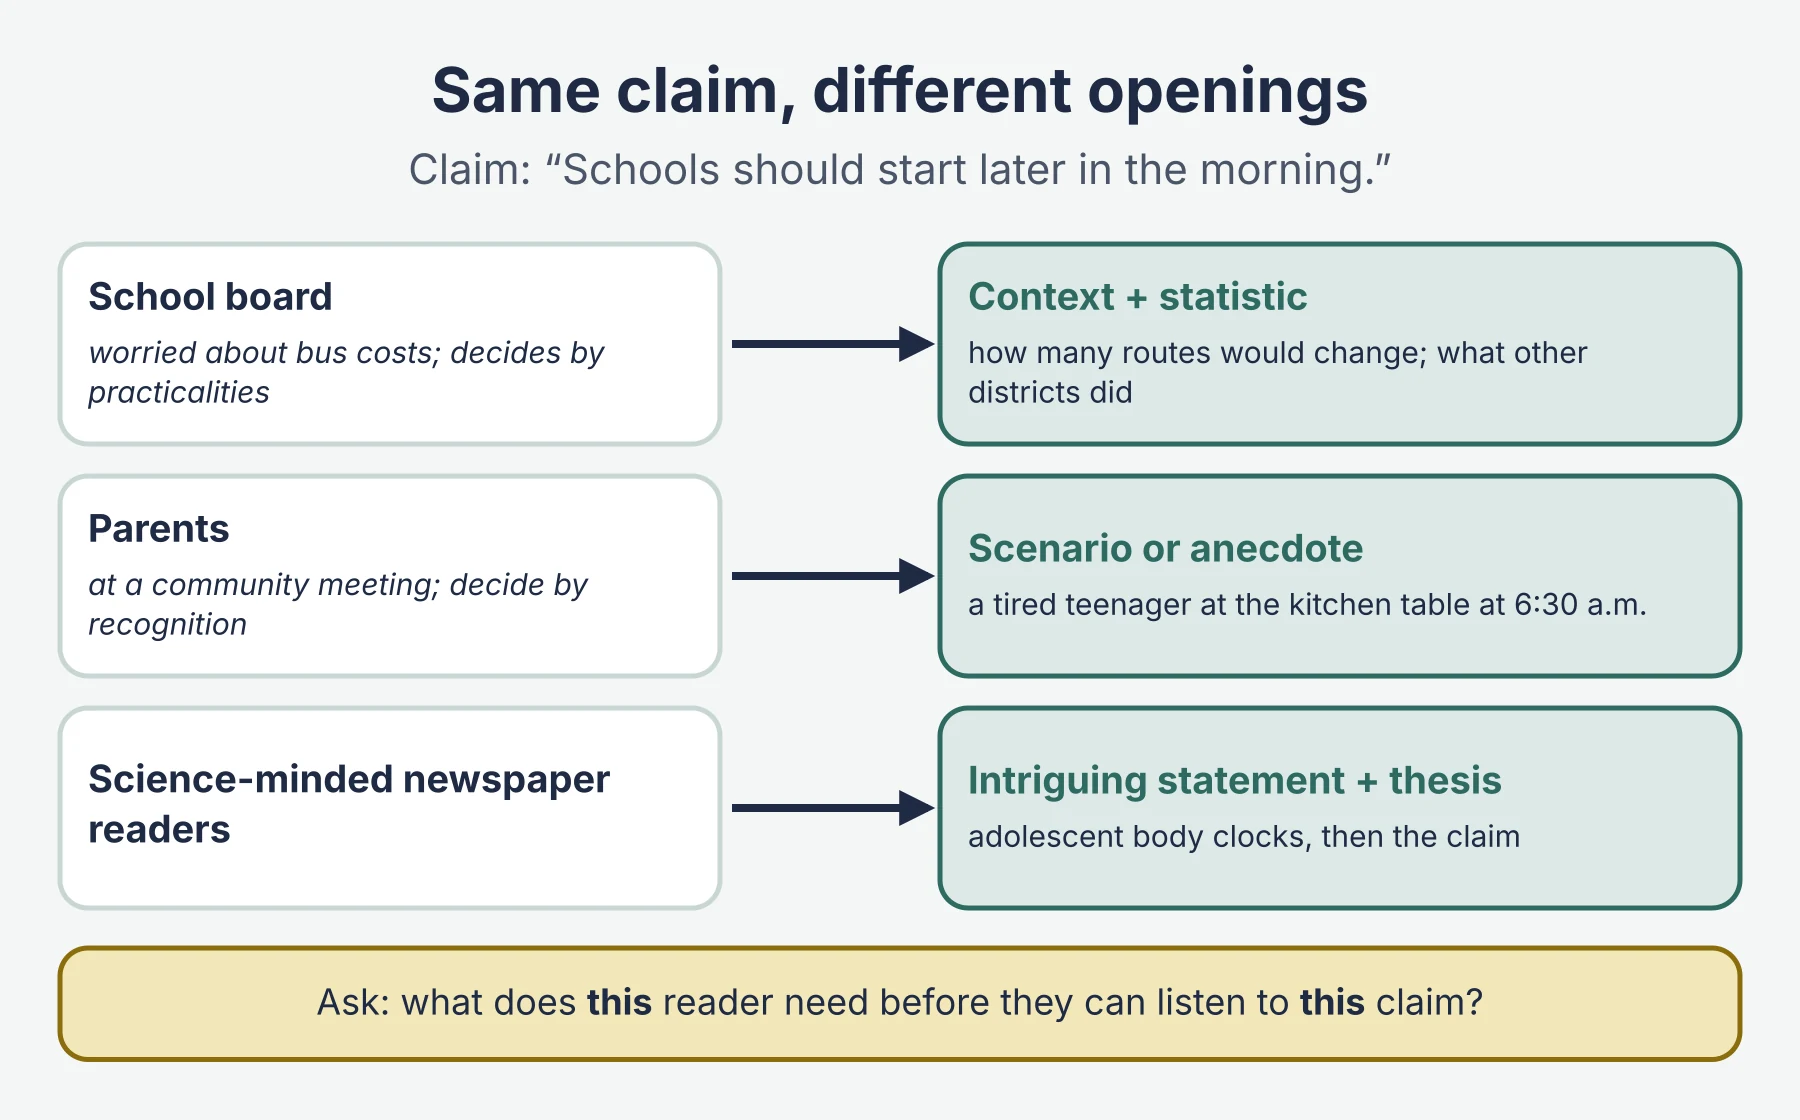 Same claim, different openings
Claim: “Schools should start later in the morning.”
School board
worried about bus costs; decides by
practicalities
Context + statistic
how many routes would change; what other
districts did
Parents
at a community meeting; decide by
recognition
Scenario or anecdote
a tired teenager at the kitchen table at 6:30 a.m.
Science-minded newspaper
readers
Intriguing statement + thesis
adolescent body clocks, then the claim
Ask: what does this reader need before they can listen to this claim?